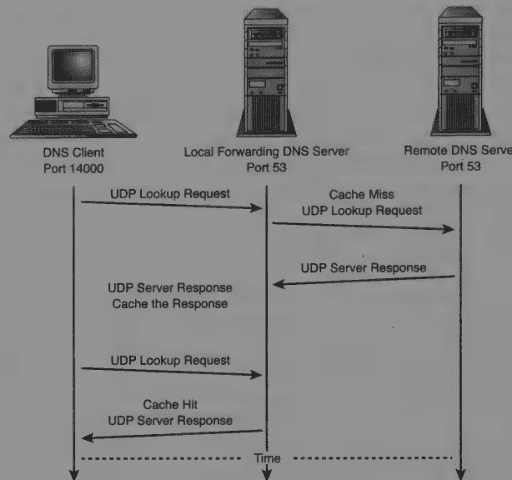 DNS Client
Port 14000
Local Forwarding DNS Server
Port 53
Remote DNS Serve
Port 53
UDP Lookup Request
Cache Miss
UDP Lookup Request
UDP Server Response
UDP Server Response
Cache the Response
UDP Lookup Request
Cache Hit
UDP Server Response
Time